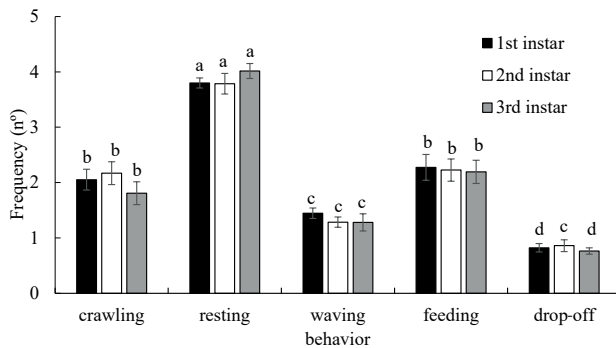 5
4
3
2
1
0
Frequency (nº)
1st instar
2nd instar
3rd instar
b b b
a a a
c c c
b b b
d c d
crawling resting waving feeding drop-off
behavior